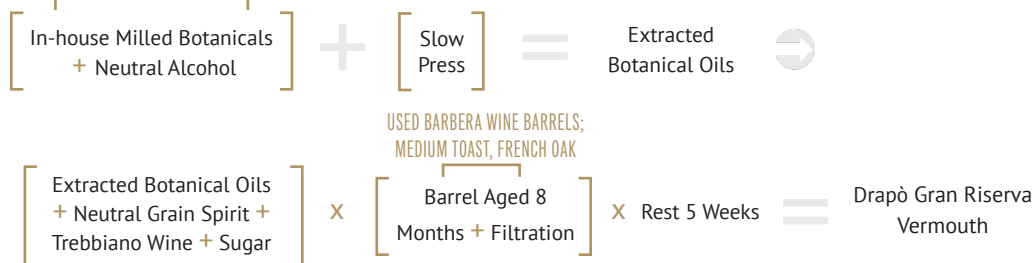 In-house Milled Botanicals
+ Neutral Alcohol
+
Slow
Press
=
Extracted
Botanical Oils
USED BARBERA WINE BARRELS;
MEDIUM TOAST, FRENCH OAK
Extracted Botanical Oils
+ Neutral Grain Spirit +
Trebbiano Wine + Sugar
x
Barrel Aged 8
Months + Filtration
x Rest 5 Weeks
=
Drapò Gran Riserva
Vermouth